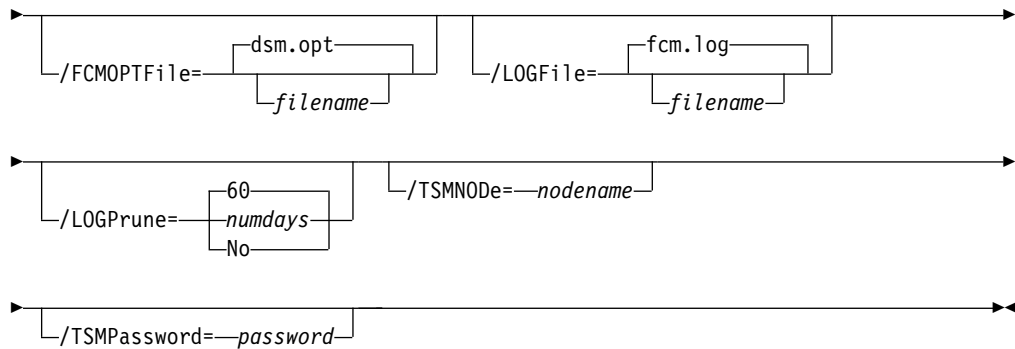 dsm.opt
fcm.log
/FCMOPTFile=
/LOGFile=
filename
filename
60
/LOGPrune=
numdays
/TSMNODe=
nodename
No
/TSMPassword=
password